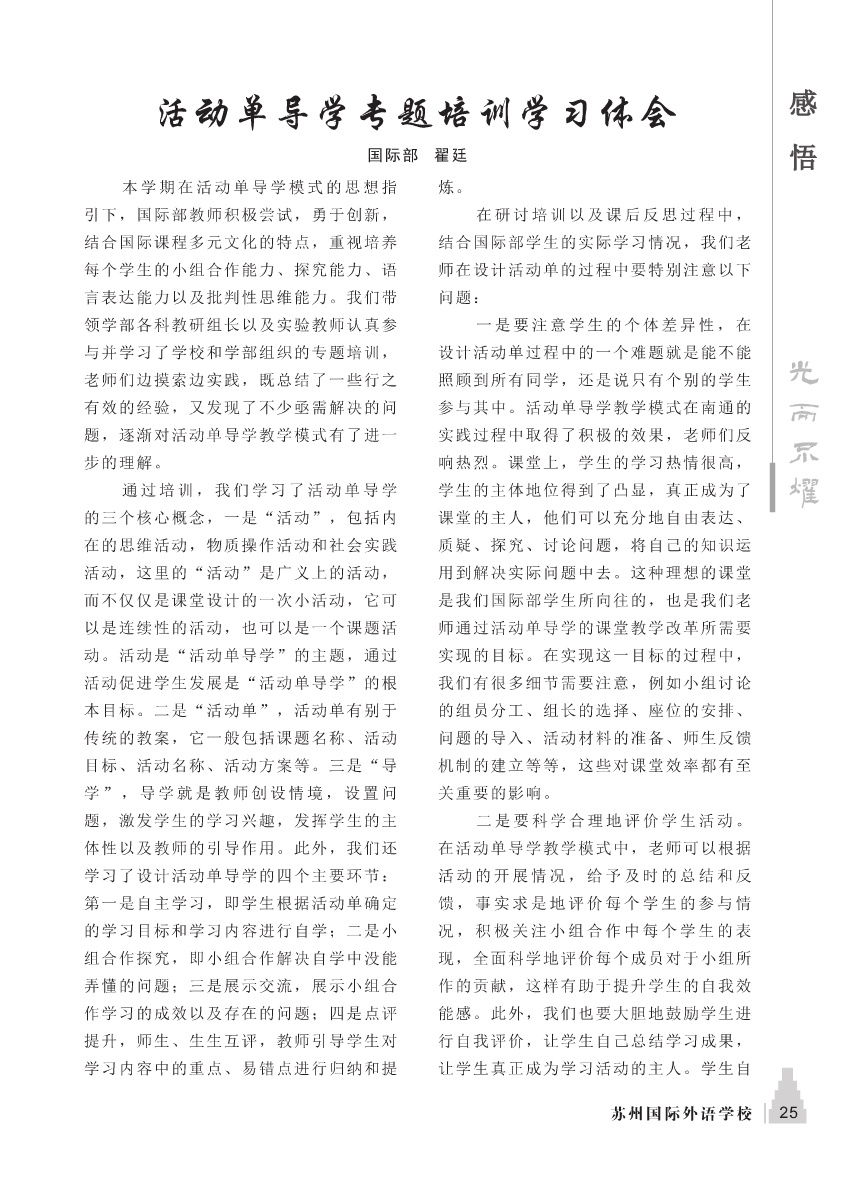 活动单导学专题培训学习体会
国际部 翟廷
本学期在活动单导学模式的思想指
引下，国际部教师积极尝试，勇于创新，
结合国际课程多元文化的特点，重视培养
每个学生的小组合作能力、探究能力、语
言表达能力以及批判性思维能力。我们带
领学部各科教研组长以及实验教师认真参
与并学习了学校和学部组织的专题培训，
老师们边摸索边实践，既总结了一些行之
有效的经验，又发现了不少亟需解决的问
题，逐渐对活动单导学教学模式有了进一
步的理解。
通过培训，我们学习了活动单导学
的三个核心概念，一是“活动”，包括内
在的思维活动，物质操作活动和社会实践
活动，这里的“活动”是广义上的活动，
而不仅仅是课堂设计的一次小活动，它可
以是连续性的活动，也可以是一个课题活
动。活动是“活动单导学”的主题，通过
活动促进学生发展是“活动单导学”的根
本目标。二是“活动单”，活动单有别于
传统的教案，它一般包括课题名称、活动
目标、活动名称、活动方案等。三是“导
学”，导学就是教师创设情境，设置问
题，激发学生的学习兴趣，发挥学生的主
体性以及教师的引导作用。此外，我们还
学习了设计活动单导学的四个主要环节：
第一是自主学习，即学生根据活动单确定
的学习目标和学习内容进行自学；二是小
组合作探究，即小组合作解决自学中没能
弄懂的问题；三是展示交流，展示小组合
作学习的成效以及存在的问题；四是点评
提升，师生、生生互评，教师引导学生对
学习内容中的重点、易错点进行归纳和提
炼。
在研讨培训以及课后反思过程中，
结合国际部学生的实际学习情况，我们老
师在设计活动单的过程中要特别注意以下
问题：
一是要注意学生的个体差异性，在
设计活动单过程中的一个难题就是能不能
照顾到所有同学，还是说只有个别的学生
参与其中。活动单导学教学模式在南通的
实践过程中取得了积极的效果，老师们反
响热烈。课堂上，学生的学习热情很高，
学生的主体地位得到了凸显，真正成为了
课堂的主人，他们可以充分地自由表达、
质疑、探究、讨论问题，将自己的知识运
用到解决实际问题中去。这种理想的课堂
是我们国际部学生所向往的，也是我们老
师通过活动单导学的课堂教学改革所需要
实现的目标。在实现这一目标的过程中，
我们有很多细节需要注意，例如小组讨论
的组员分工、组长的选择、座位的安排、
问题的导入、活动材料的准备、师生反馈
机制的建立等等，这些对课堂效率都有至
关重要的影响。
二是要科学合理地评价学生活动。
在活动单导学教学模式中，老师可以根据
活动的开展情况，给予及时的总结和反
馈，事实求是地评价每个学生的参与情
况，积极关注小组合作中每个学生的表
现，全面科学地评价每个成员对于小组所
作的贡献，这样有助于提升学生的自我效
能感。此外，我们也要大胆地鼓励学生进
行自我评价，让学生自己总结学习成果，
让学生真正成为学习活动的主人。学生自
感悟
光而不耀
苏州国际外语学校 25